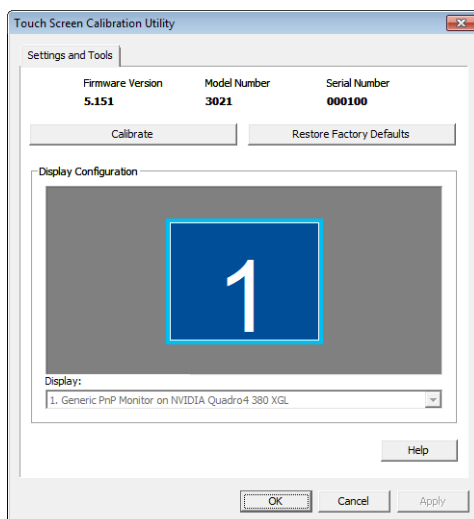 Touch Screen Calibration Utility
Settings and Tools
Firmware Version Model Number Serial Number
5.151 3021 000100
Calibrate Restore Factory Defaults
Display Configuration
1
Display:
1. Generic PnP Monitor on NVIDIA Quadro4 380 XGL
Help
OK Cancel Apply